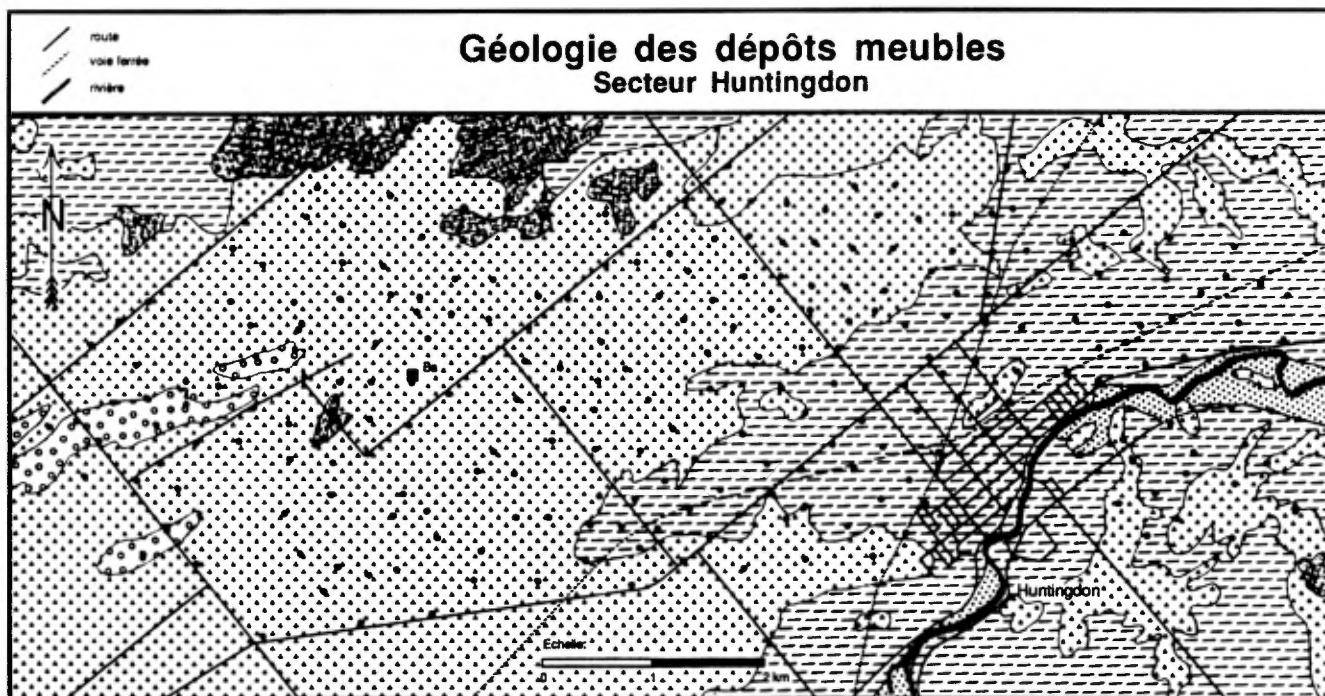 route
voie ferrée
rivière
Géologie des dépôts meubles
Secteur Huntingdon
N
Huntingdon
Echelle:
0 1 2 km